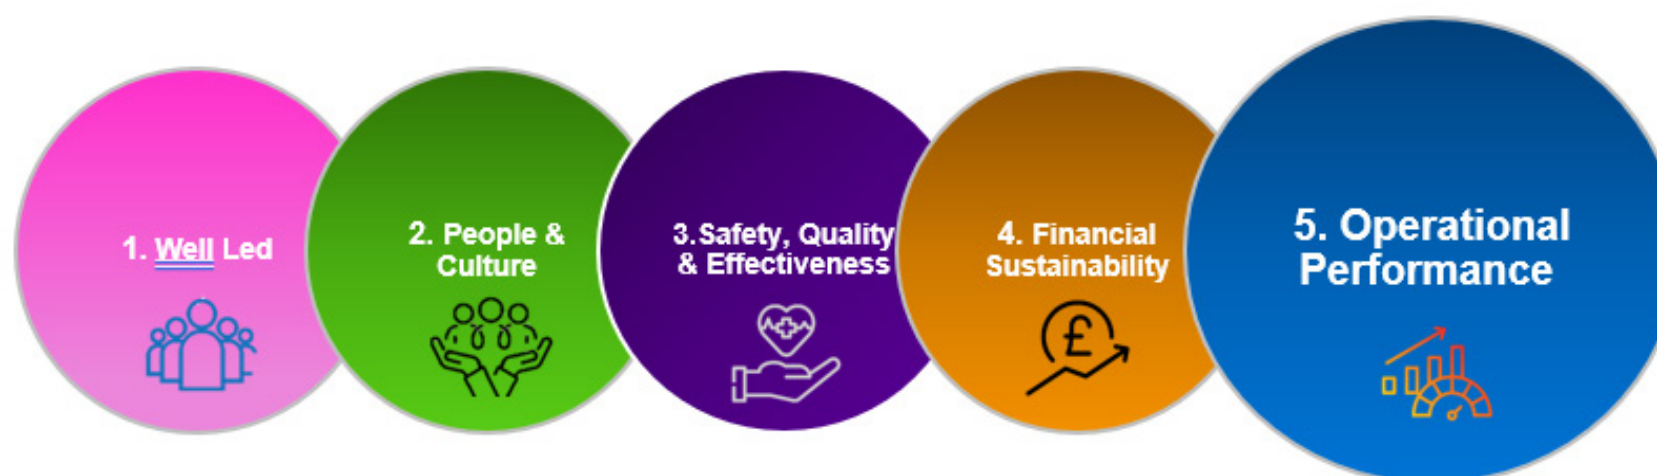 1. Well Led
2. People &
Culture
3.Safety, Quality
& Effectiveness
4. Financial
Sustainability
5. Operational
Performance
£